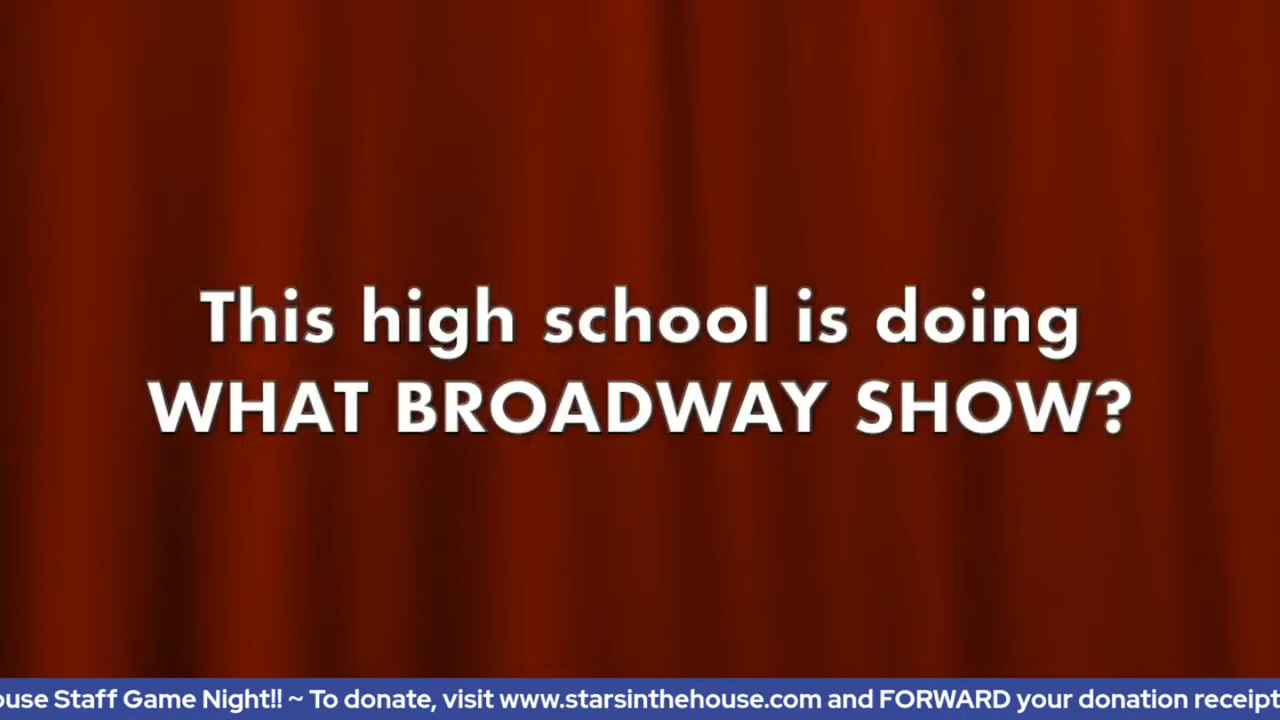 This high school is doing
WHAT BROADWAY SHOW?
ouse Staff Game Night!! ~ To donate, visit www.starsinthehouse.com and FORWARD your donation receipt